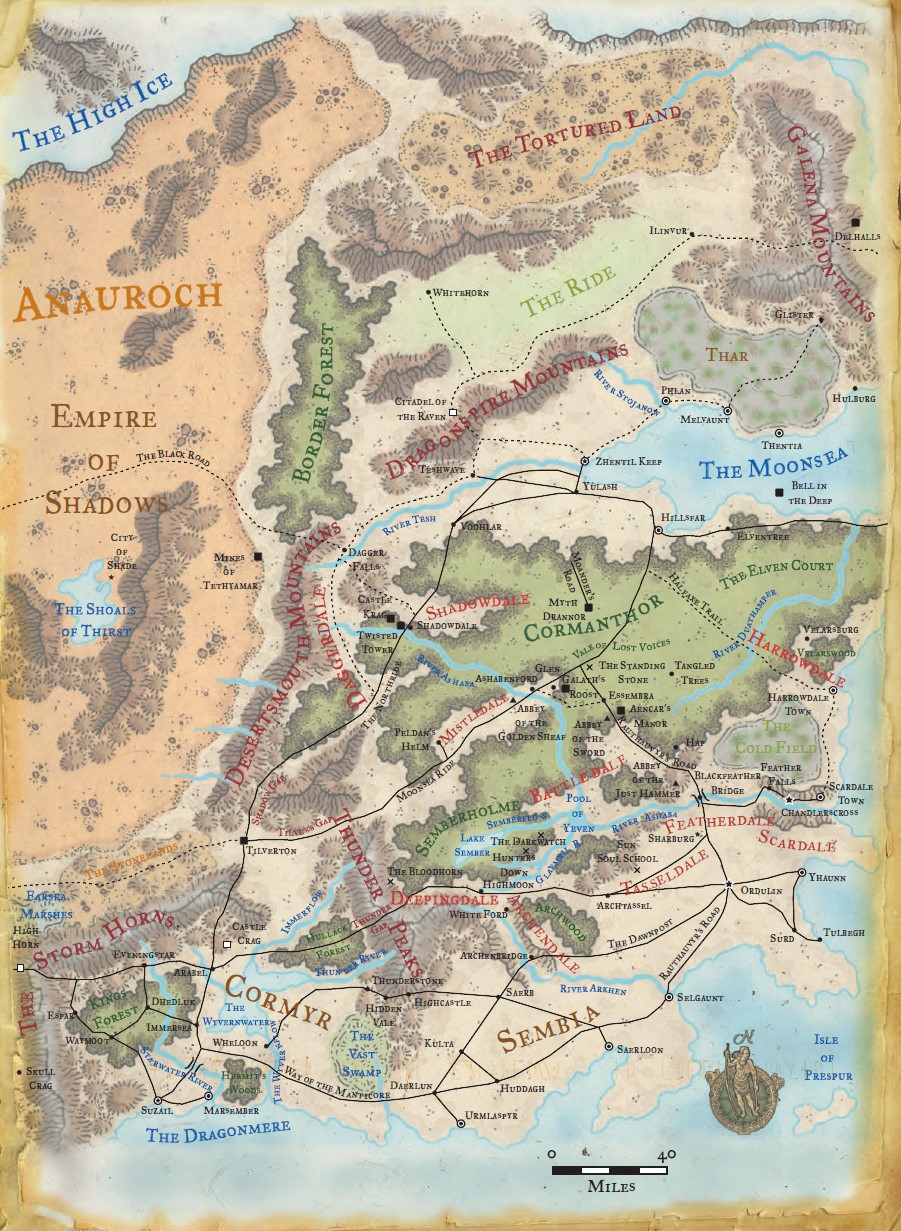 The High Ice
The Tortured Land
Galena Mountains
Ilinvur
Delhalls
Anauroch
Whitehorn
The Ride
Border Forest
Glister
Thar
Dragonspire Mountains
River Stojanow
Citadel of
the Raven
Phlan
Melvaunt
Hulburg
Thentia
Empire
of
Shadows
The Black Road
Teshwave
Zhentil Keep
The Moonsea
Yûlash
Bell in
the Deep
River Tesh
Voonlar
Hillsfar
Elventree
City
of
Shade
Mines
of
Tethyamar
Dagger
Falls
The Shoals
of Thirst
Desertsmouth Mountains
Daggerdale
Castle
Krag
Shadowdale
Shadowdale
Twisted
Tower
Moander's
Road
Myth
Drannor
Cormanthor
The Elven Court
Halfaxe Trail
River Duathamper
Vale of Lost Voices
Harrowdale
Velarsburg
Velarswood
The Northride
River Ashaba
Ashabenford
Glen
Galath's
Roost
The Standing
Stone
Tangled
Trees
Essembra
Harrowdale
Town
Mistledale
Abbey
of the
Golden Sheaf
Abbey
of the
Sword
Aencar's
Manor
Rauthauvyr's Road
Hap
The
Cold Field
Peldan's
Helm
Moonsea Ride
Battledale
Abbey
of the
Just Hammer
Blackfeather
Bridge
Feather
Falls
Scardale
Town
Chandlerscross
Shadow Gap
Tilver's Gap
Tilverton
Thunder
Peaks
Semberholme
Semberflow
Pool
of
Yeven
River Ashaba
Featherdale
Scardale
Lake
Sember
The Darkwatch
Hunter's
Down
Glaemril R.
Sharburg
Sun
Soul School
The Stonelands
The Bloodhorn
Highmoon
Tasseldale
Deepingdale
White Ford
Archtassel
Ordulin
Yhaunn
Farsea
Marshes
High
Horn
The
Storm Horns
Immerflow
Castle
Crag
Hullack
Forest
Thunder
Gap
Archendale
Archwood
The Dawnpost
Surd
Tulbegh
Eveningstar
Arabel
Thunder River
Archenbridge
Rauthauvyr's Road
Cormyr
Thunderstone
Highcastle
Hidden
Vale
Saerb
River Arkhen
Selgaunt
King's
Forest
Dhedluk
Espar
Immersea
Waymoot
The
Wyvernwater
Wheloon
Sembia
The
Vast
Swamp
Kulta
Saerloon
Isle
of
Prespur
N
Skull
Crag
Starwater River
Hermit's
Woods
The Wyvernflow
Way of the Manticore
Daerlun
Huddagh
Suzail
Marsember
Urmlaspyr
The Dragonmere
0
40
Miles